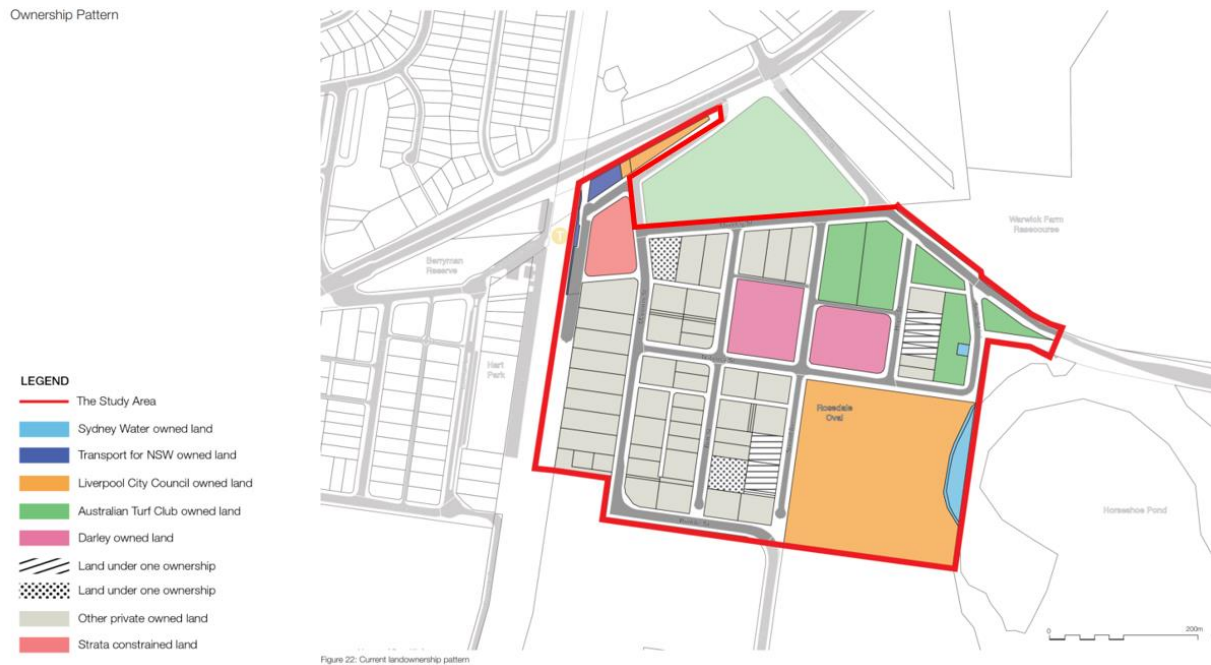 Ownership Pattern
Warwick Farm
Racecourse
Berryman
Reserve
Hart
Park
Rosedale
Oval
Horseshoe Pond
LEGEND
The Study Area
Sydney Water owned land
Transport for NSW owned land
Liverpool City Council owned land
Australian Turf Club owned land
Darley owned land
Land under one ownership
Land under one ownership
Other private owned land
Strata constrained land
0
200m
Figure 22: Current landownership pattern